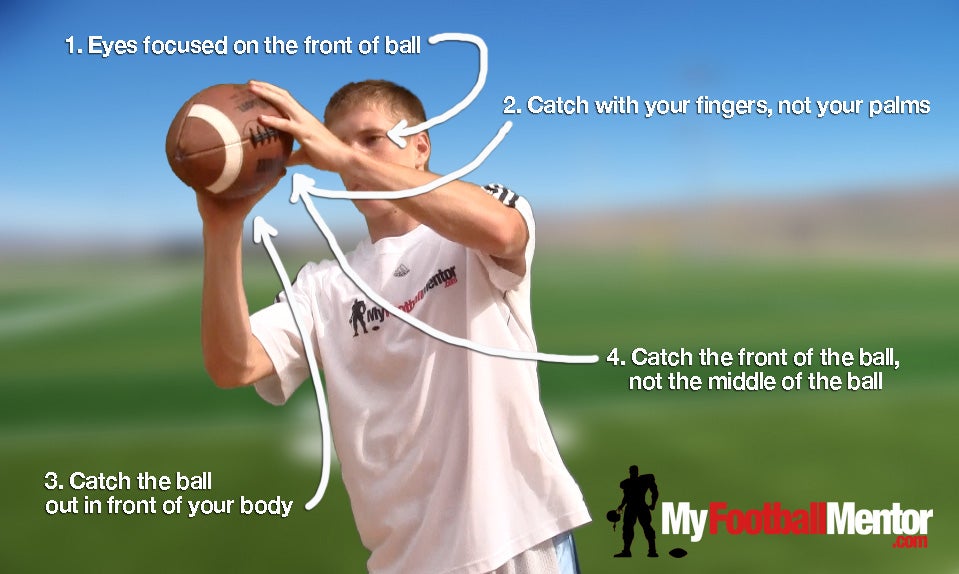 1. Eyes focused on the front of ball
2. Catch with your fingers, not your palms
MyFootballMentor
.com
4. Catch the front of the ball,
not the middle of the ball
3. Catch the ball
out in front of your body
MyFootballMentor
.com